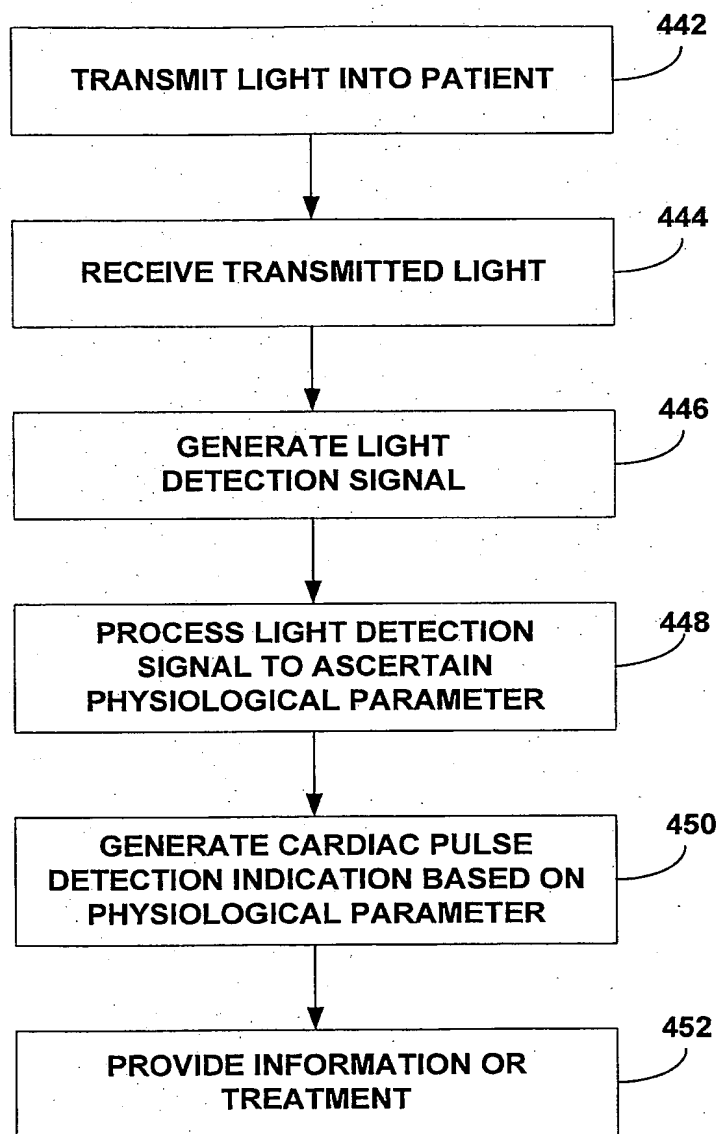 442
TRANSMIT LIGHT INTO PATIENT
444
RECEIVE TRANSMITTED LIGHT
446
GENERATE LIGHT
DETECTION SIGNAL
448
PROCESS LIGHT DETECTION
SIGNAL TO ASCERTAIN
PHYSIOLOGICAL PARAMETER
450
GENERATE CARDIAC PULSE
DETECTION INDICATION BASED ON
PHYSIOLOGICAL PARAMETER
452
PROVIDE INFORMATION OR
TREATMENT